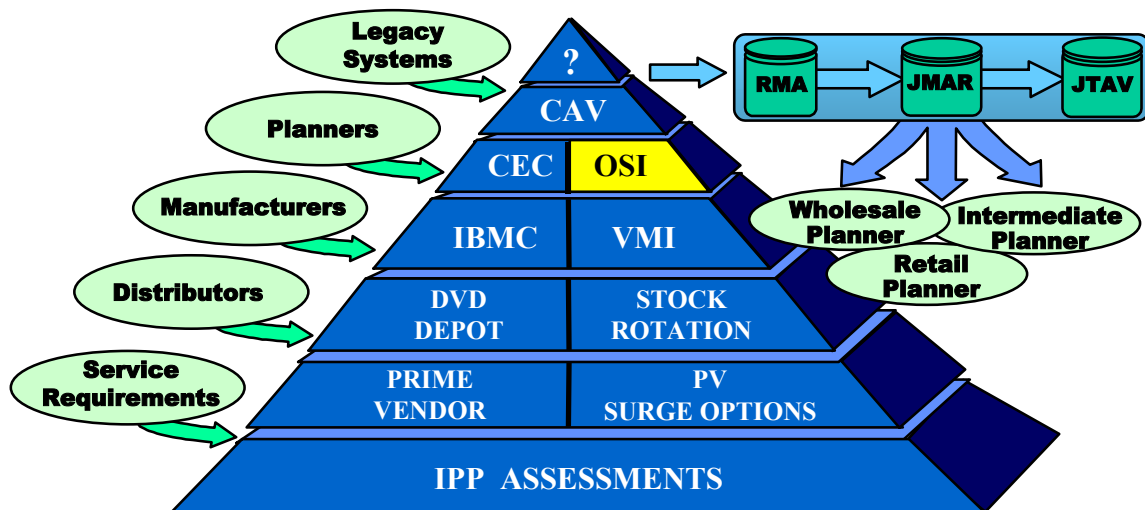 Legacy
Systems
Planners
Manufacturers
Distributors
Service
Requirements
?
CAV
CEC
OSI
IBMC
VMI
DVD
DEPOT
STOCK
ROTATION
PRIME
VENDOR
PV
SURGE OPTIONS
IPP ASSESSMENTS
RMA
JMAR
JTAV
Wholesale
Planner
Intermediate
Planner
Retail
Planner